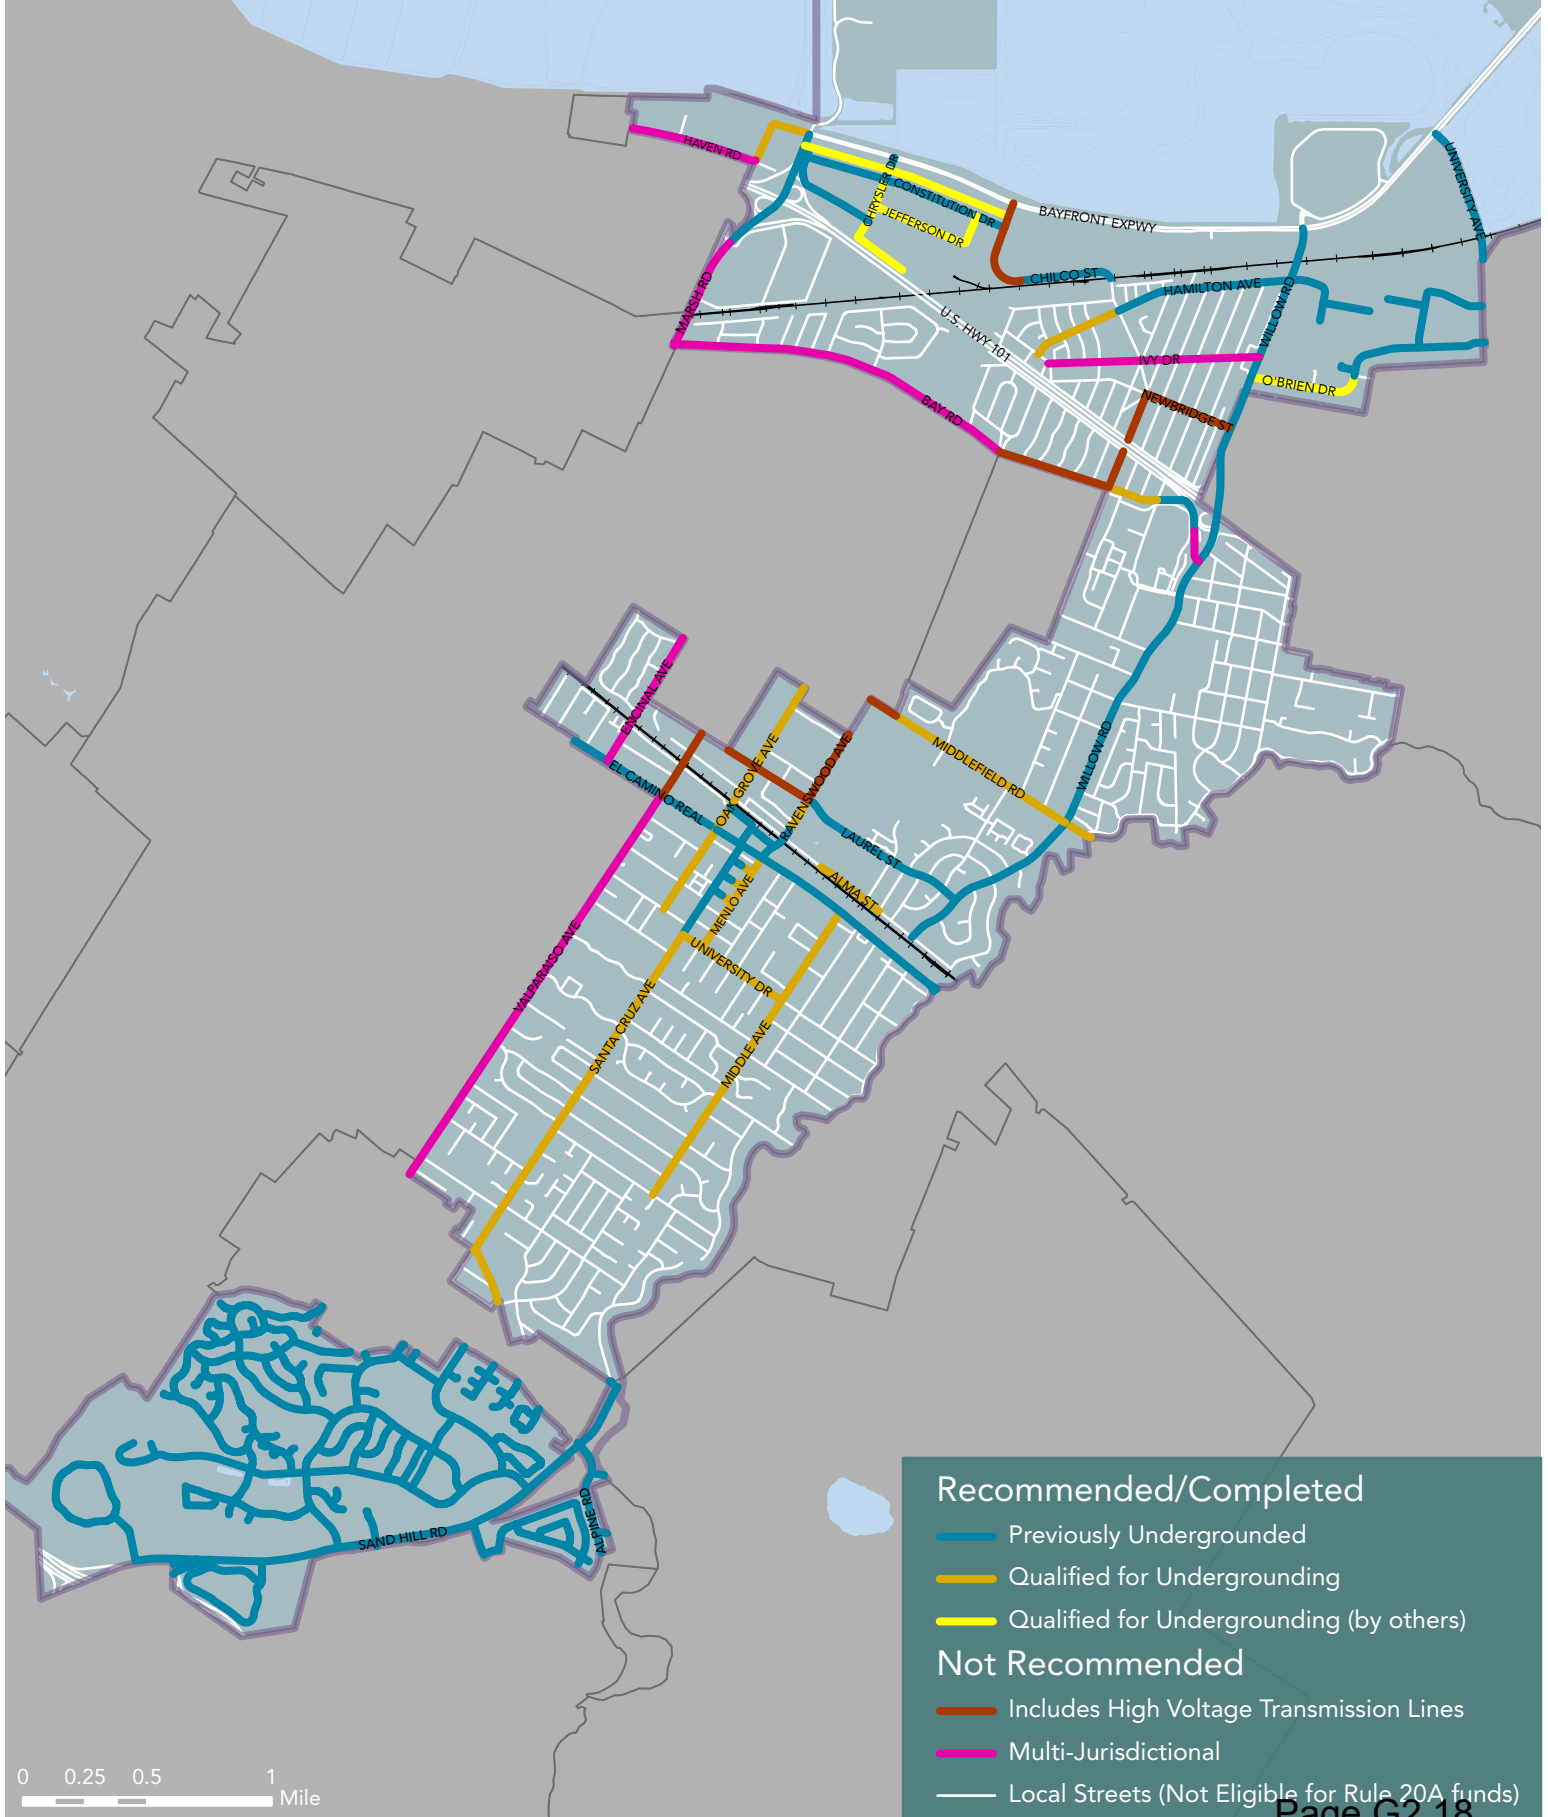 HAVEN RD
UNIVERSITY AVE
CHRYSLER DR
CONSTITUTION DR
JEFFERSON DR
BAYFRONT EXPWY
CHILCO ST
HAMILTON AVE
MARSH RD
WILLOW RD
U.S. HWY 101
IVY DR
O'BRIEN DR
BAY RD
NEWBRIDGE ST
ENCINAL AVE
EL CAMINO REAL
OAK GROVE AVE
RAVENSWOOD AVE
MIDDLEFIELD RD
WILLOW RD
LAUREL ST
ALMA ST
MENLO AVE
UNIVERSITY DR
VALPARAISO AVE
SANTA CRUZ AVE
MIDDLE AVE
SAND HILL RD
ALPINE RD
Recommended/Completed
Previously Undergrounded
Qualified for Undergrounding
Qualified for Undergrounding (by others)
Not Recommended
Includes High Voltage Transmission Lines
Multi-Jurisdictional
Local Streets (Not Eligible for Rule 20A funds)
0 0.25 0.5 1
Mile
Page G2.18